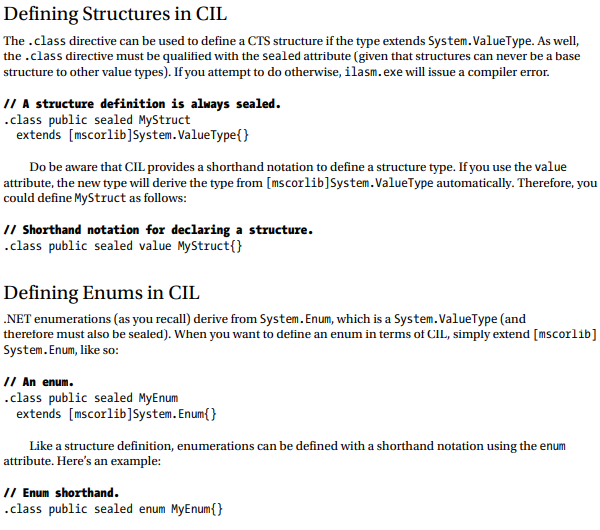 Defining Structures in CIL
The .class directive can be used to define a CTS structure if the type extends System.ValueType. As well,
the .class directive must be qualified with the sealed attribute (given that structures can never be a base
structure to other value types). If you attempt to do otherwise, ilasm.exe will issue a compiler error.
// A structure definition is always sealed.
.class public sealed MyStruct
extends [mscorlib]System.ValueType{}
Do be aware that CIL provides a shorthand notation to define a structure type. If you use the value
attribute, the new type will derive the type from [mscorlib]System.ValueType automatically. Therefore, you
could define MyStruct as follows:
// Shorthand notation for declaring a structure.
.class public sealed value MyStruct{}
Defining Enums in CIL
.NET enumerations (as you recall) derive from System.Enum, which is a System.ValueType (and
therefore must also be sealed). When you want to define an enum in terms of CIL, simply extend [mscorlib]
System.Enum, like so:
// An enum.
.class public sealed MyEnum
extends [mscorlib]System.Enum{}
Like a structure definition, enumerations can be defined with a shorthand notation using the enum
attribute. Here's an example:
// Enum shorthand.
.class public sealed enum MyEnum{}